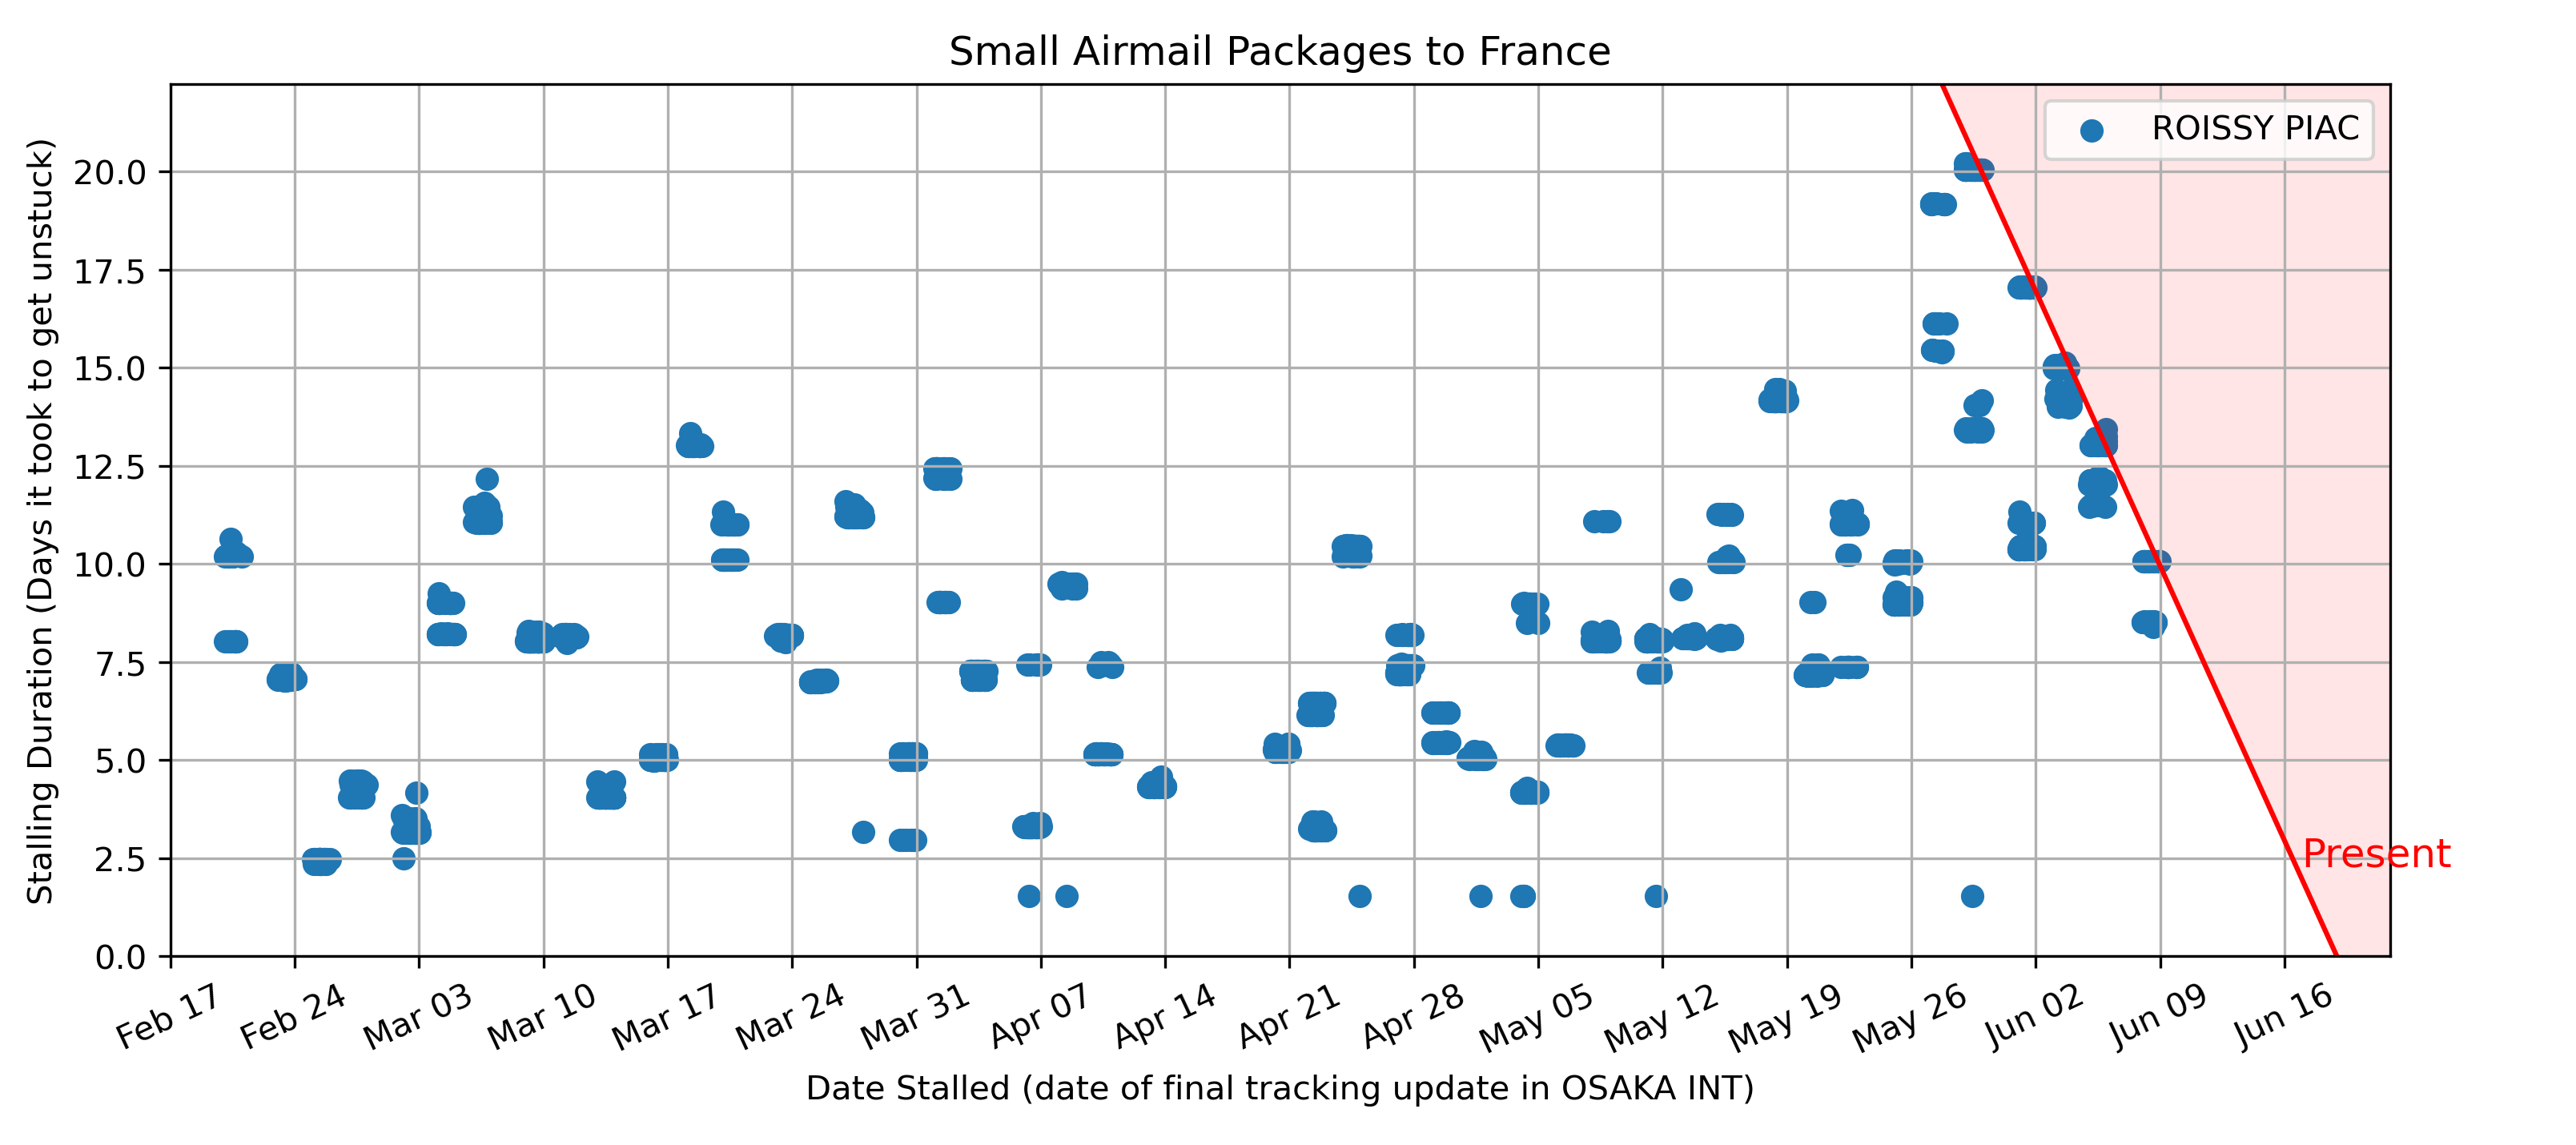 Small Airmail Packages to France
ROISSY PIAC
Stalling Duration (Days it took to get unstuck)
20.0
17.5
15.0
12.5
10.0
7.5
5.0
2.5
0.0
Present
Feb 17 Feb 24 Mar 03 Mar 10 Mar 17 Mar 24 Mar 31 Apr 07 Apr 14 Apr 21 Apr 28 May 05 May 12 May 19 May 26 Jun 02 Jun 09 Jun 16
Date Stalled (date of final tracking update in OSAKA INT)